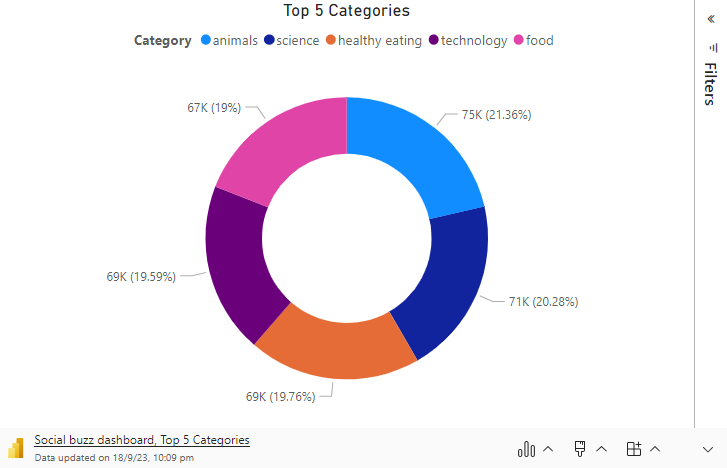 Top 5 Categories
Category animals science healthy eating technology food
67K (19%)
75K (21.36%)
69K (19.59%)
71K (20.28%)
69K (19.76%)
Filters
Social buzz dashboard, Top 5 Categories
Data updated on 18/9/23, 10:09 pm